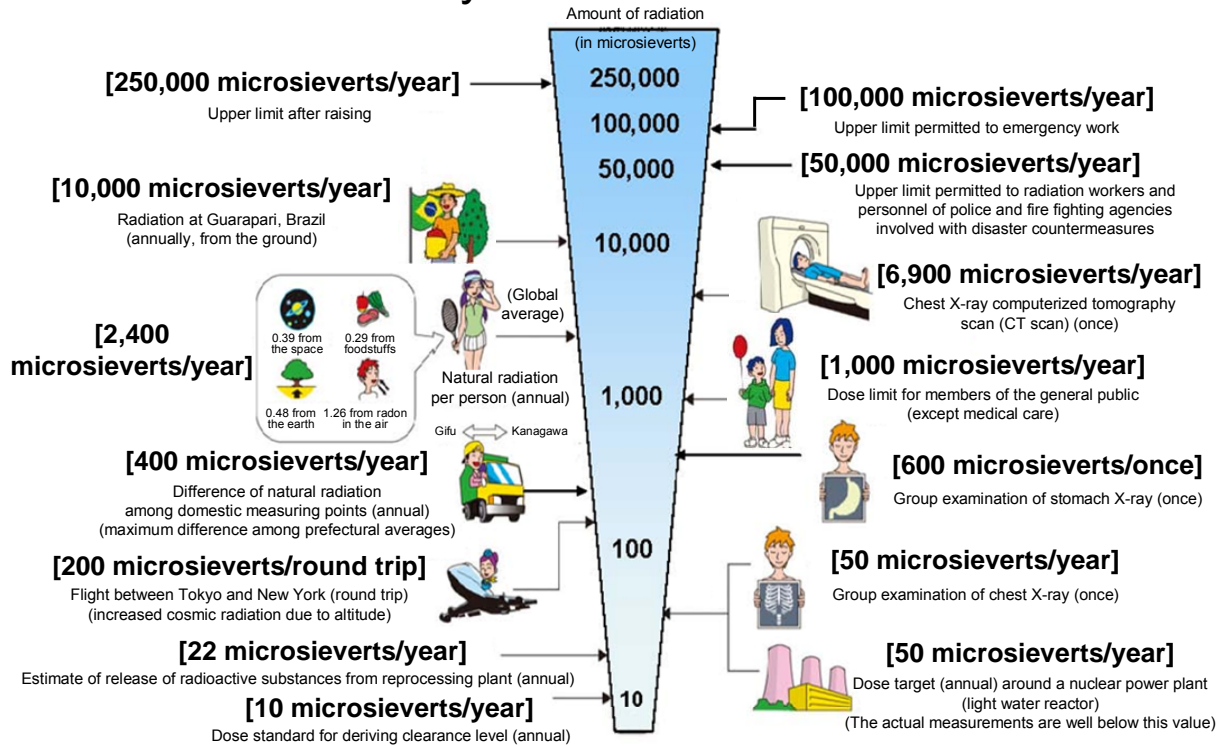 Amount of radiation
(in microsieverts)
250,000
100,000
50,000
10,000
1,000
100
10
[250,000 microsieverts/year]
Upper limit after raising
[10,000 microsieverts/year]
Radiation at Guarapari, Brazil
(annually, from the ground)
[2,400
microsieverts/year]
0.39 from
the space
0.29 from
foodstuffs
0.48 from
the earth
1.26 from radon
in the air
(Global
average)
Natural radiation
per person (annual)
Gifu
Kanagawa
[400 microsieverts/year]
Difference of natural radiation
among domestic measuring points (annual)
(maximum difference among prefectural averages)
[200 microsieverts/round trip]
Flight between Tokyo and New York (round trip)
(increased cosmic radiation due to altitude)
[22 microsieverts/year]
Estimate of release of radioactive substances from reprocessing plant (annual)
[10 microsieverts/year]
Dose standard for deriving clearance level (annual)
[100,000 microsieverts/year]
Upper limit permitted to emergency work
[50,000 microsieverts/year]
Upper limit permitted to radiation workers and
personnel of police and fire fighting agencies
involved with disaster countermeasures
[6,900 microsieverts/year]
Chest X-ray computerized tomography
scan (CT scan) (once)
[1,000 microsieverts/year]
Dose limit for members of the general public
(except medical care)
[600 microsieverts/once]
Group examination of stomach X-ray (once)
[50 microsieverts/year]
Group examination of chest X-ray (once)
[50 microsieverts/year]
Dose target (annual) around a nuclear power plant
(light water reactor)
(The actual measurements are well below this value)